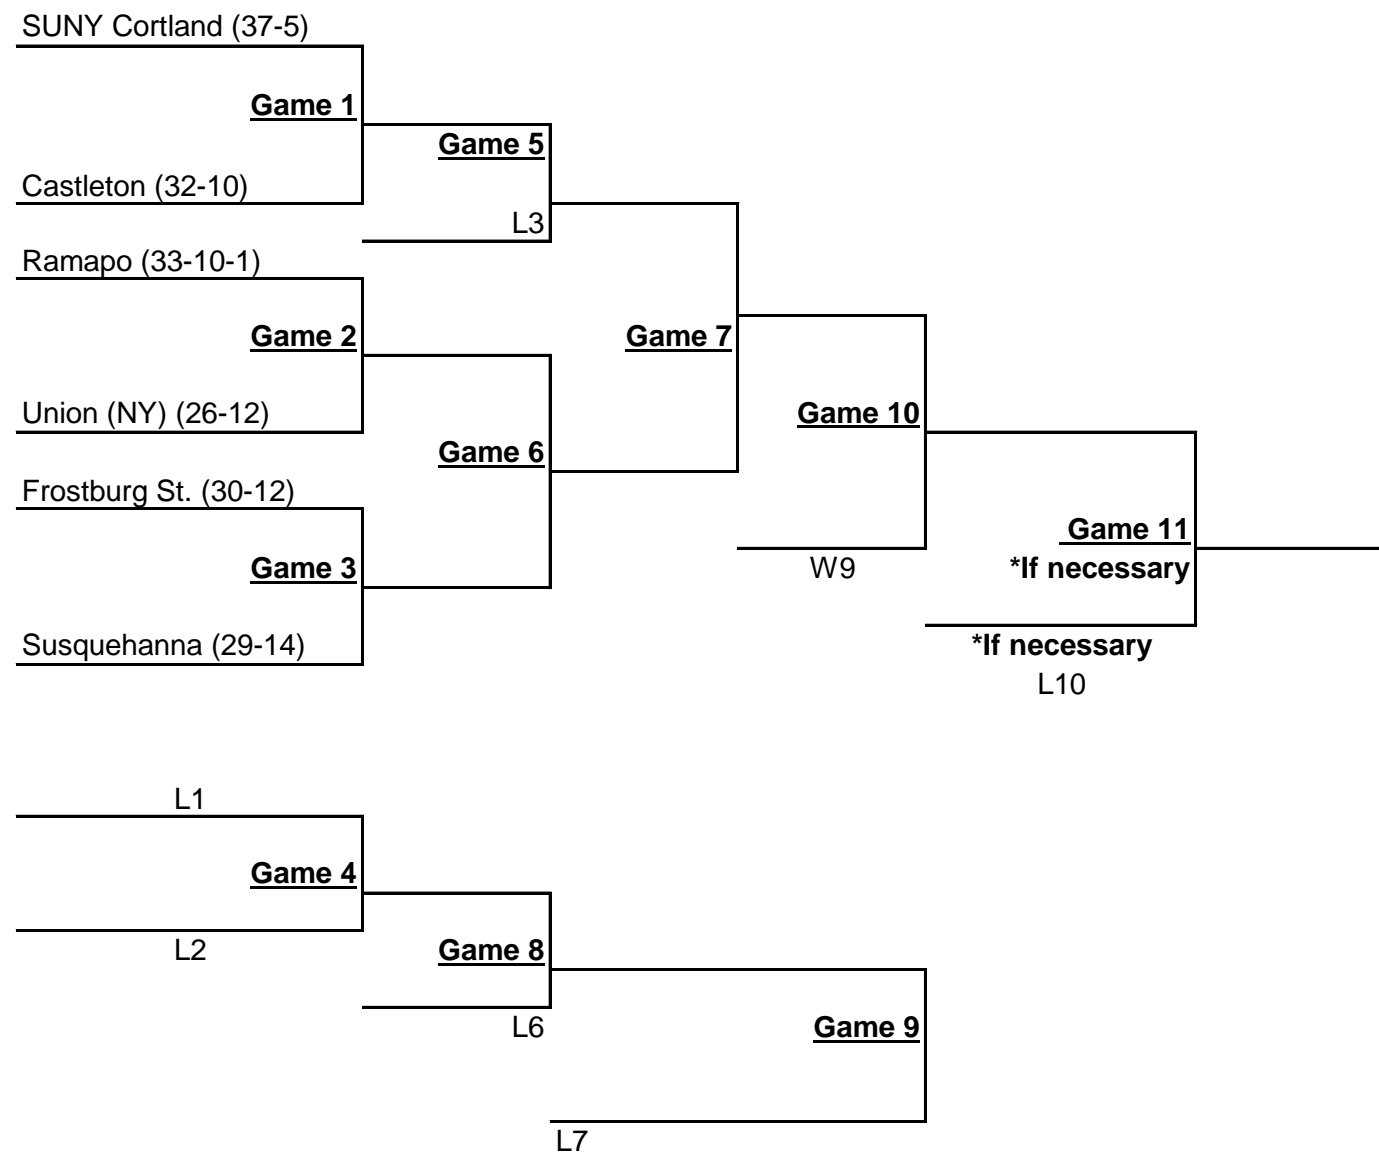 SUNY Cortland (37-5)
Game 1
Game 5
Castleton (32-10)
L3
Ramapo (33-10-1)
Game 2
Game 7
Union (NY) (26-12)
Game 10
Game 6
Frostburg St. (30-12)
Game 11
Game 3
W9
*If necessary
Susquehanna (29-14)
*If necessary
L10
L1
Game 4
L2
Game 8
L6
Game 9
L7